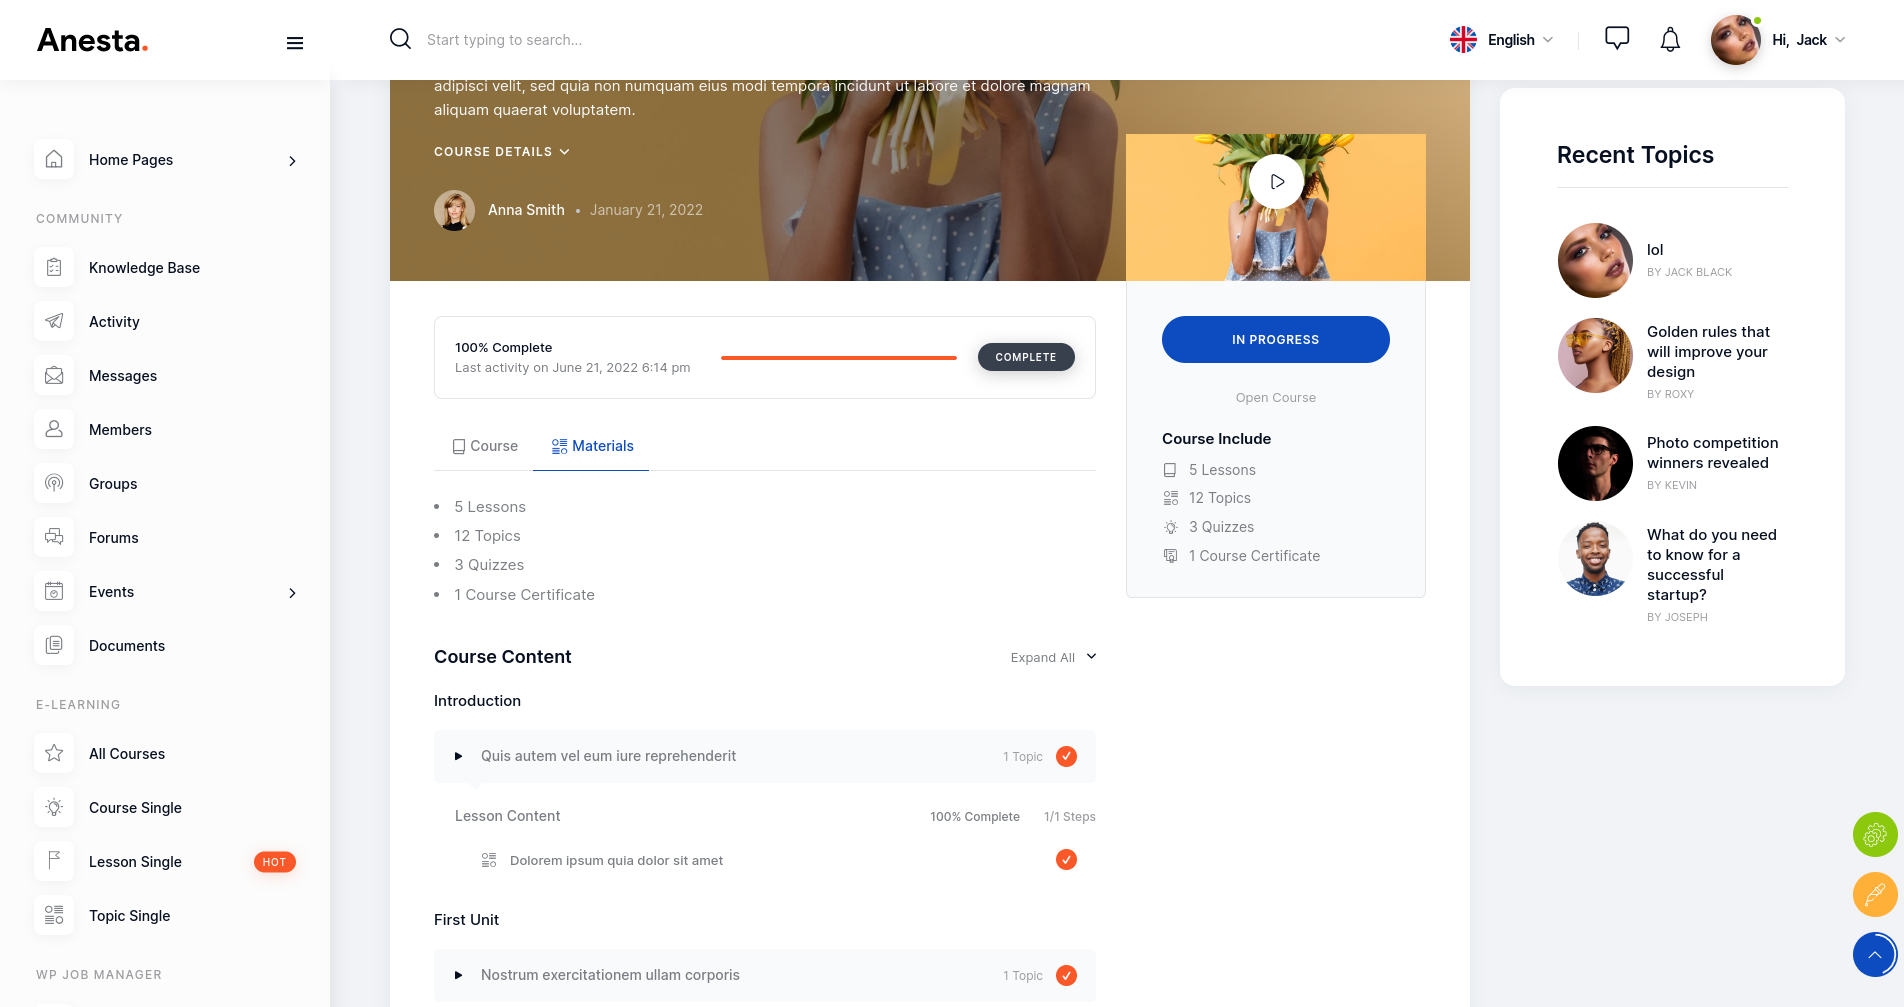 Anesta.
Start typing to search...
English
Hi, Jack
Home Pages
COMMUNITY
Knowledge Base
Activity
Messages
Members
Groups
Forums
Events
Documents
E-LEARNING
All Courses
Course Single
Lesson Single
HOT
Topic Single
WP JOB MANAGER
adipisci velit, sed quia non numquam eius modi tempora incidunt ut labore et dolore magnam
aliquam quaerat voluptatem.
COURSE DETAILS
Anna Smith • January 21, 2022
100% Complete
Last activity on June 21, 2022 6:14 pm
COMPLETE
Course
Materials
• 5 Lessons
• 12 Topics
• 3 Quizzes
• 1 Course Certificate
Course Content
Expand All
Introduction
Quis autem vel eum iure reprehenderit
1 Topic
Lesson Content
100% Complete
1/1 Steps
Dolorem ipsum quia dolor sit amet
First Unit
Nostrum exercitationem ullam corporis
1 Topic
IN PROGRESS
Open Course
Course Include
5 Lessons
12 Topics
3 Quizzes
1 Course Certificate
Recent Topics
lol
BY JACK BLACK
Golden rules that
will improve your
design
BY ROXY
Photo competition
winners revealed
BY KEVIN
What do you need
to know for a
successful
startup?
BY JOSEPH